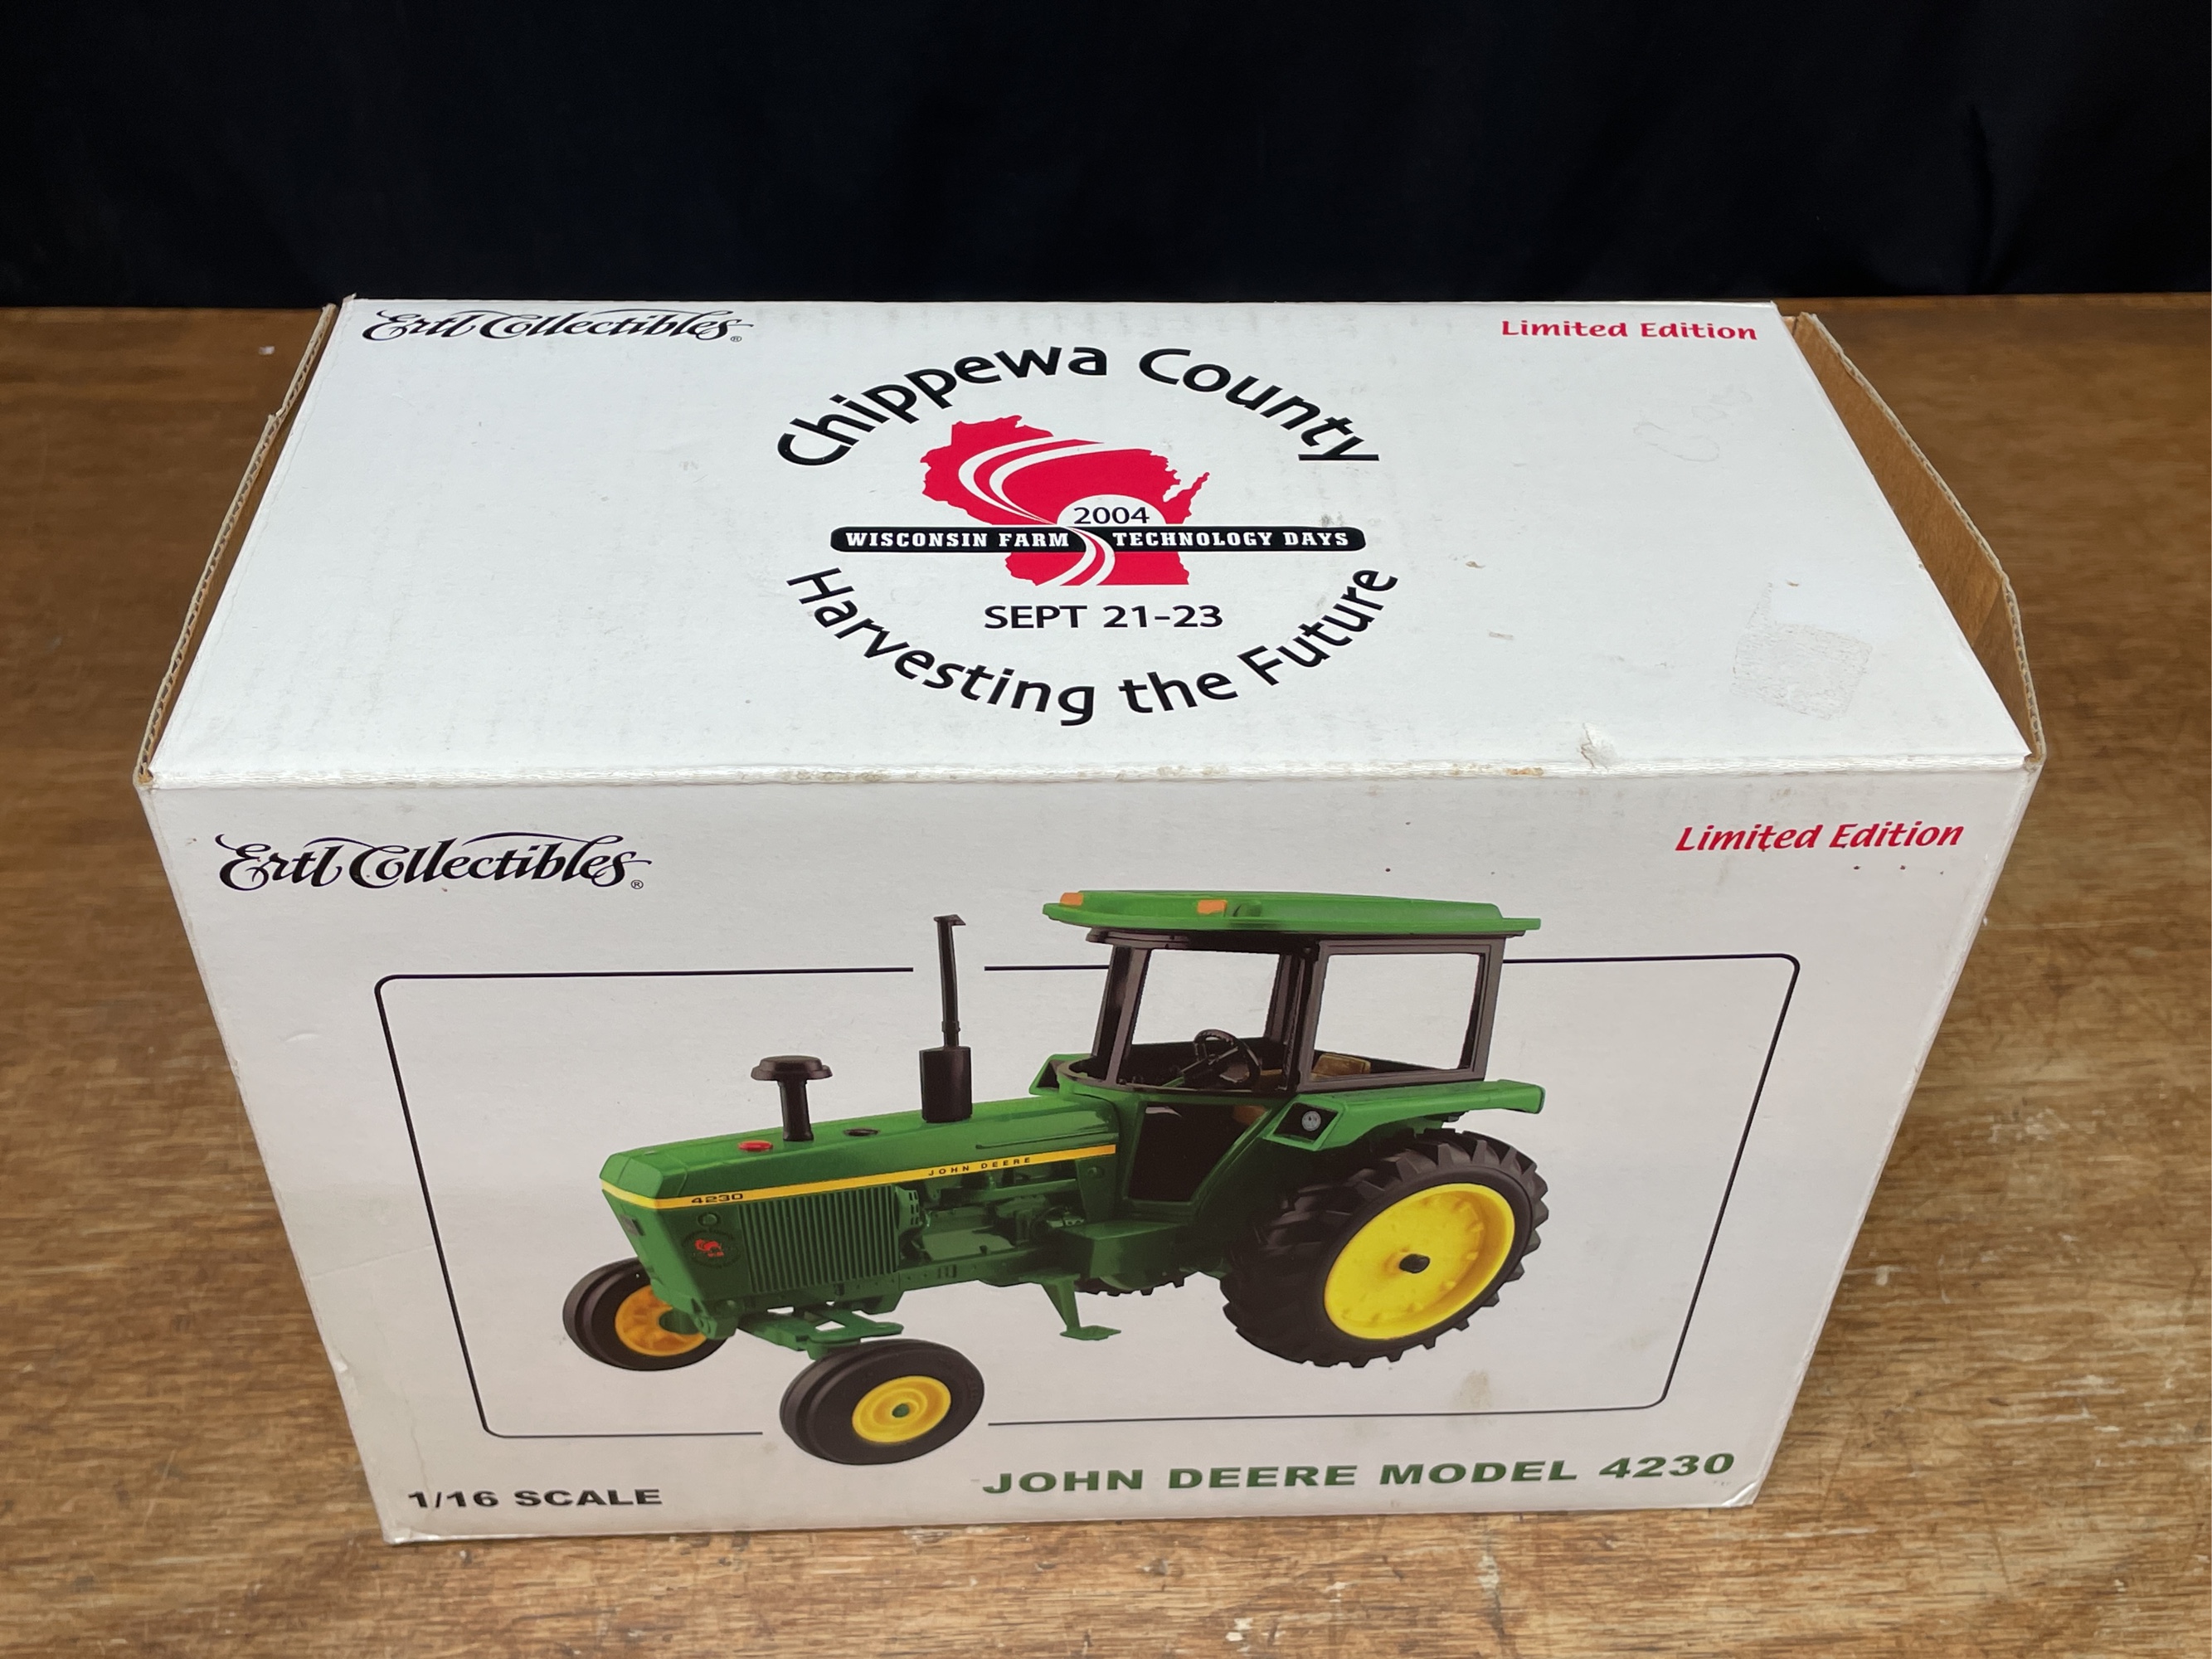 Ertl Collectibles®
Limited Edition
Chippewa County
2004
WISCONSIN FARM TECHNOLOGY DAYS
SEPT 21-23
Harvesting the Future
Ertl Collectibles®
Limited Edition
JOHN DEERE
4230
1/16 SCALE
JOHN DEERE MODEL 4230